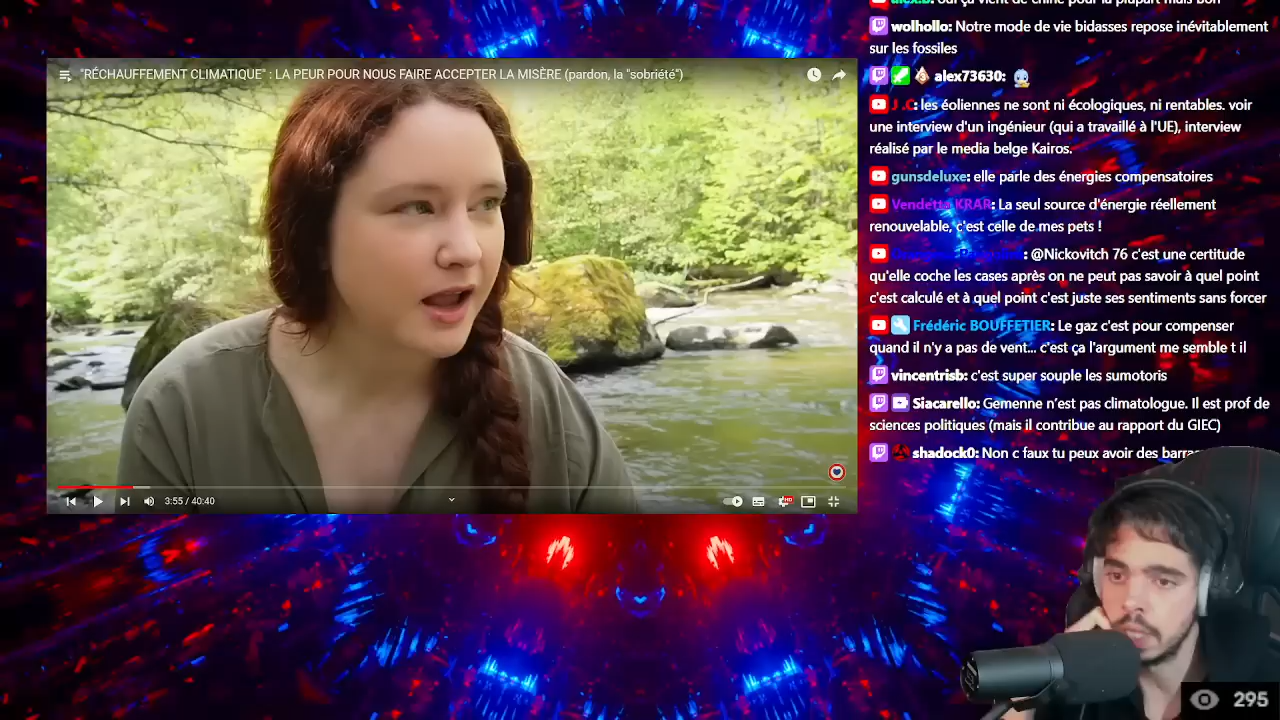 "RÉCHAUFFEMENT CLIMATIQUE" : LA PEUR POUR NOUS FAIRE ACCEPTER LA MISÈRE (pardon, la "sobriété")
3:55 / 40:40
HD
wolhollo: Notre mode de vie bidasses repose inévitablement
sur les fossiles
alex73630:
J .C: les éoliennes ne sont ni écologiques, ni rentables. voir
une interview d'un ingénieur (qui a travaillé à l'UE), interview
réalisé par le media belge Kairos.
gunsdeluxe: elle parle des énergies compensatoires
Vendetta KRAR: La seul source d'énergie réellement
renouvelable, c'est celle de mes pets !
: @Nickovitch 76 c'est une certitude
qu'elle coche les cases après on ne peut pas savoir à quel point
c'est calculé et à quel point c'est juste ses sentiments sans forcer
Frédéric BOUFFETIER: Le gaz c'est pour compenser
quand il n'y a pas de vent... c'est ça l'argument me semble t il
vincentrisb: c'est super souple les sumotoris
Siacarello: Gemenne n'est pas climatologue. Il est prof de
sciences politiques (mais il contribue au rapport du GIEC)
shadock0: Non c faux tu peux avoir des
295